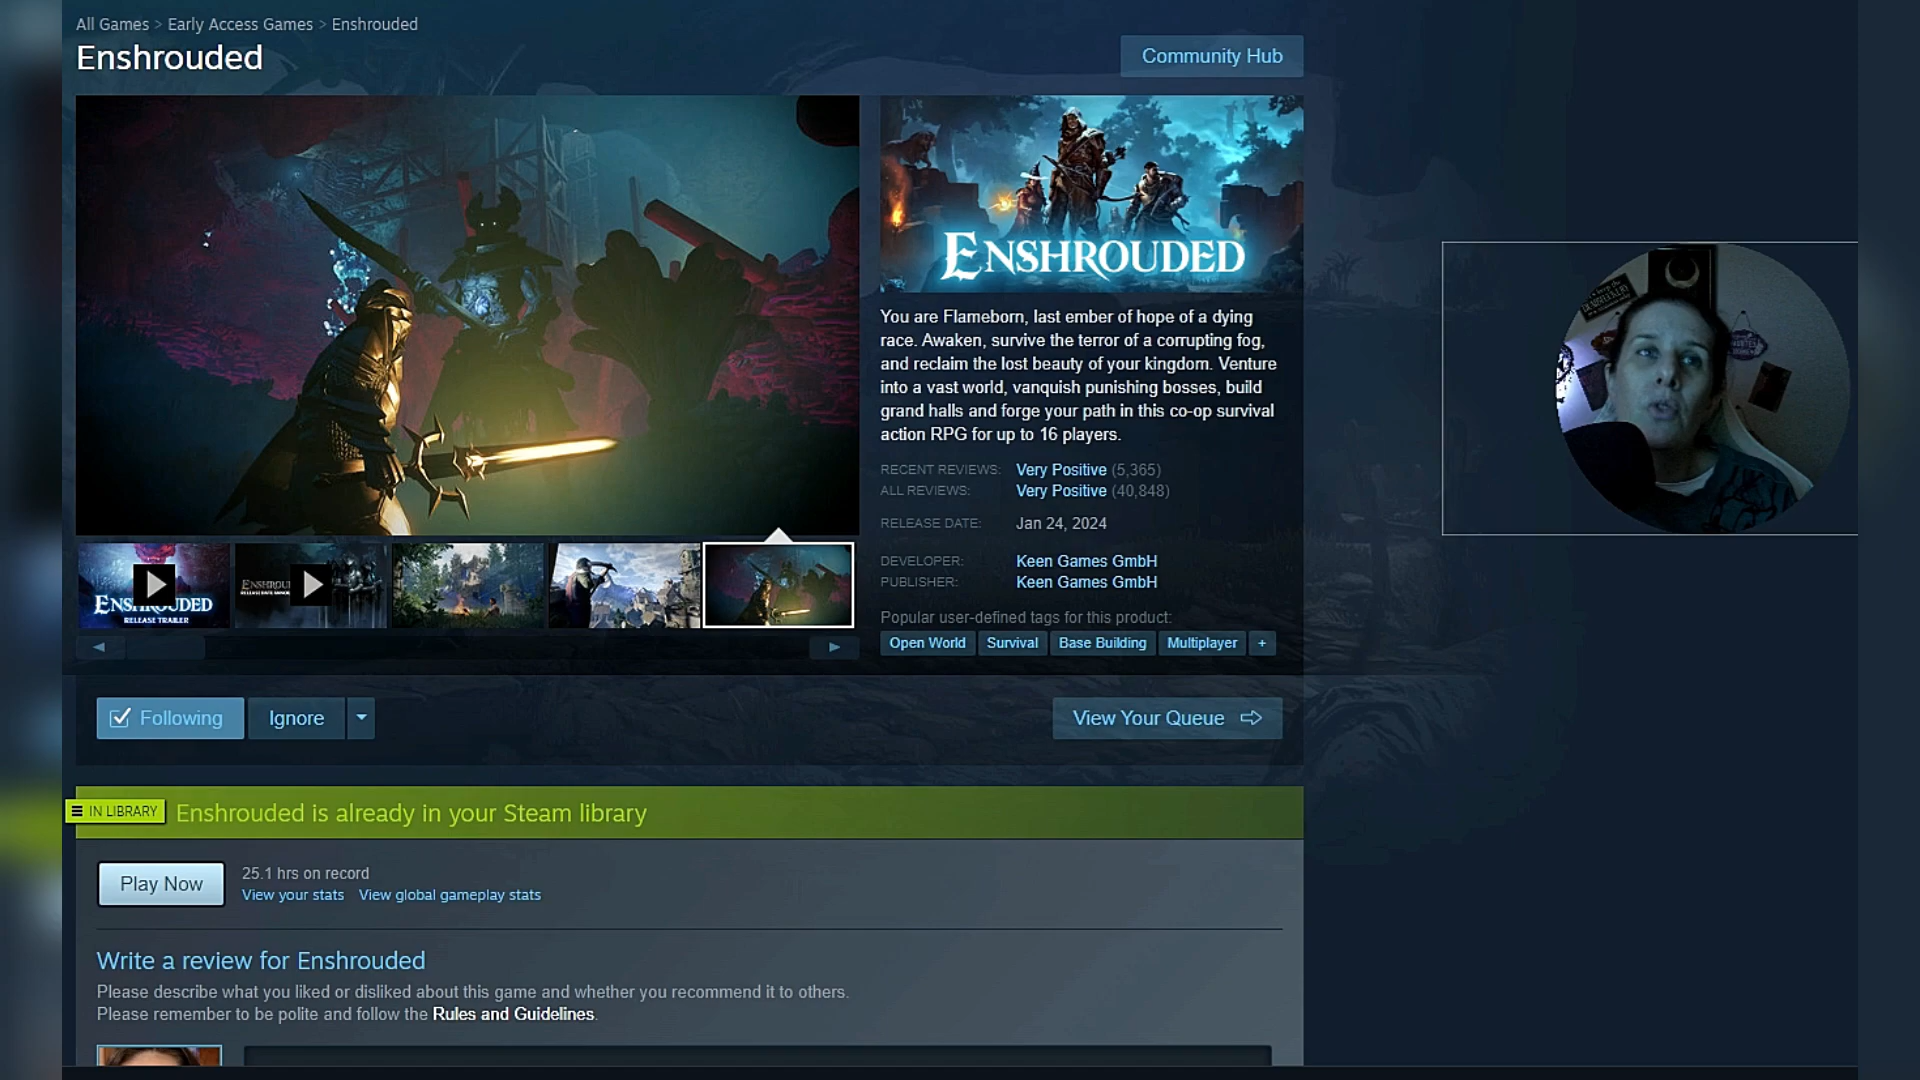 All Games > Early Access Games > Enshrouded
Enshrouded
Community Hub
ENSHROUDED
You are Flameborn, last ember of hope of a dying
race. Awaken, survive the terror of a corrupting fog,
and reclaim the lost beauty of your kingdom. Venture
into a vast world, vanquish punishing bosses, build
grand halls and forge your path in this co-op survival
action RPG for up to 16 players.
RECENT REVIEWS: Very Positive (5,365)
ALL REVIEWS: Very Positive (40,848)
RELEASE DATE: Jan 24, 2024
DEVELOPER: Keen Games GmbH
PUBLISHER: Keen Games GmbH
Popular user-defined tags for this product:
Open World Survival Base Building Multiplayer +
ENSHROUDED
RELEASE TRAILER
Following Ignore
View Your Queue
IN LIBRARY
Enshrouded is already in your Steam library
Play Now
25.1 hrs on record
View your stats View global gameplay stats
Write a review for Enshrouded
Please describe what you liked or disliked about this game and whether you recommend it to others.
Please remember to be polite and follow the Rules and Guidelines.